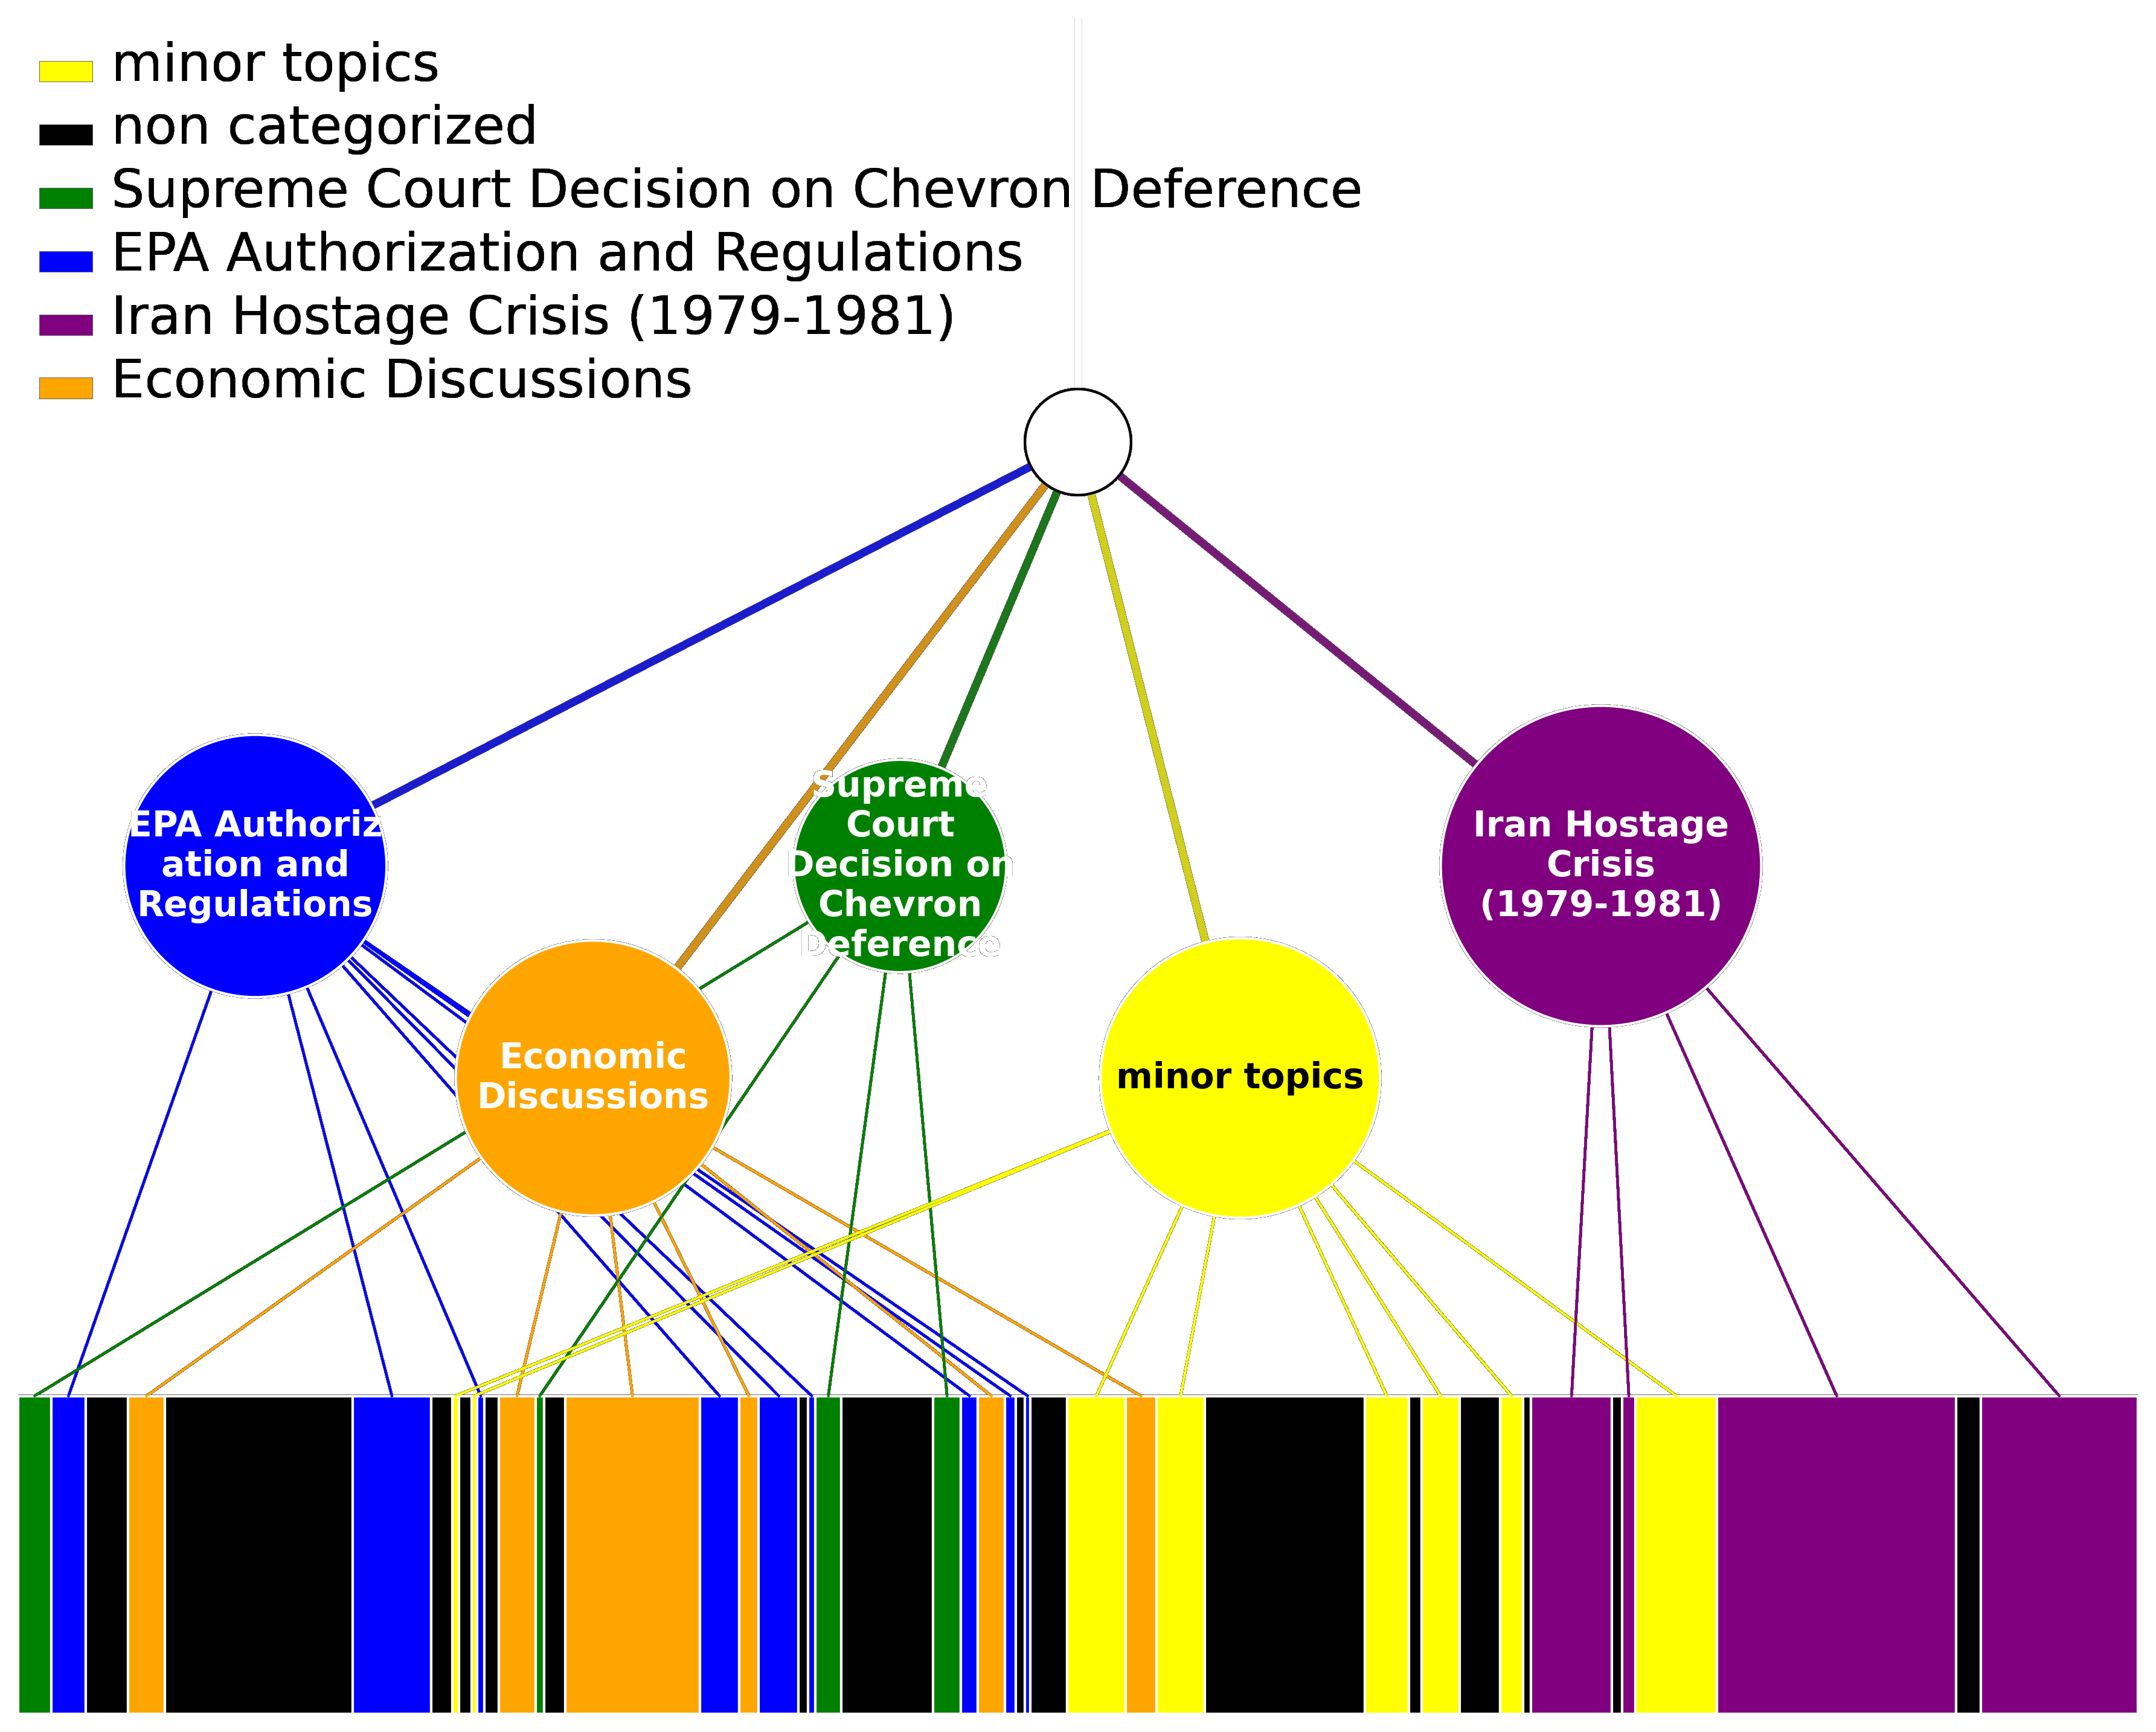 minor topics
non categorized
Supreme Court Decision on Chevron Deference
EPA Authorization and Regulations
Iran Hostage Crisis (1979-1981)
Economic Discussions
EPA Authoriz
ation and
Regulations
Supreme
Court
Decision on
Chevron
Deference
Iran Hostage
Crisis
(1979-1981)
Economic
Discussions
minor topics